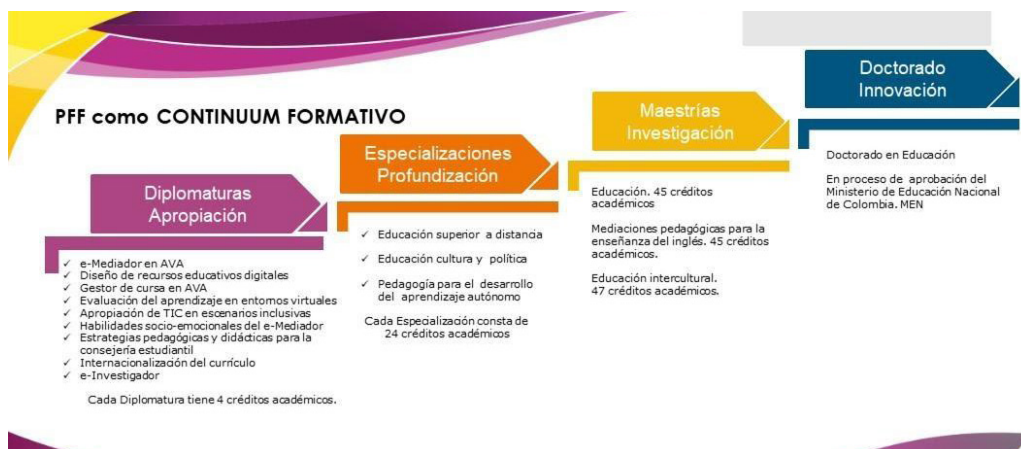 PFF como CONTINUUM FORMATIVO
Diplomaturas
Apropiación
✓ e-Mediador en AVA
✓ Diseño de recursos educativos digitales
✓ Gestor de cursa en AVA
✓ Evaluación del aprendizaje en entornos virtuales
✓ Apropiación de TIC en escenarios inclusivas
✓ Habilidades socio-emocionales del e-Mediador
✓ Estrategias pedagógicas y didácticas para la
consejería estudiantil
✓ Internacionalización del currículo
✓ e-Investigador
Cada Diplomatura tiene 4 créditos académicos.
Especializaciones
Profundización
✓ Educación superior a distancia
✓ Educación cultura y política
✓ Pedagogía para el desarrollo
del aprendizaje autónomo
Cada Especialización consta de
24 créditos académicos
Maestrías
Investigación
Educación. 45 créditos
académicos
Mediaciones pedagógicas para la
enseñanza del inglés. 45 créditos
académicos.
Educación intercultural.
47 créditos académicos.
Doctorado
Innovación
Doctorado en Educación
En proceso de aprobación del
Ministerio de Educación Nacional
de Colombia. MEN